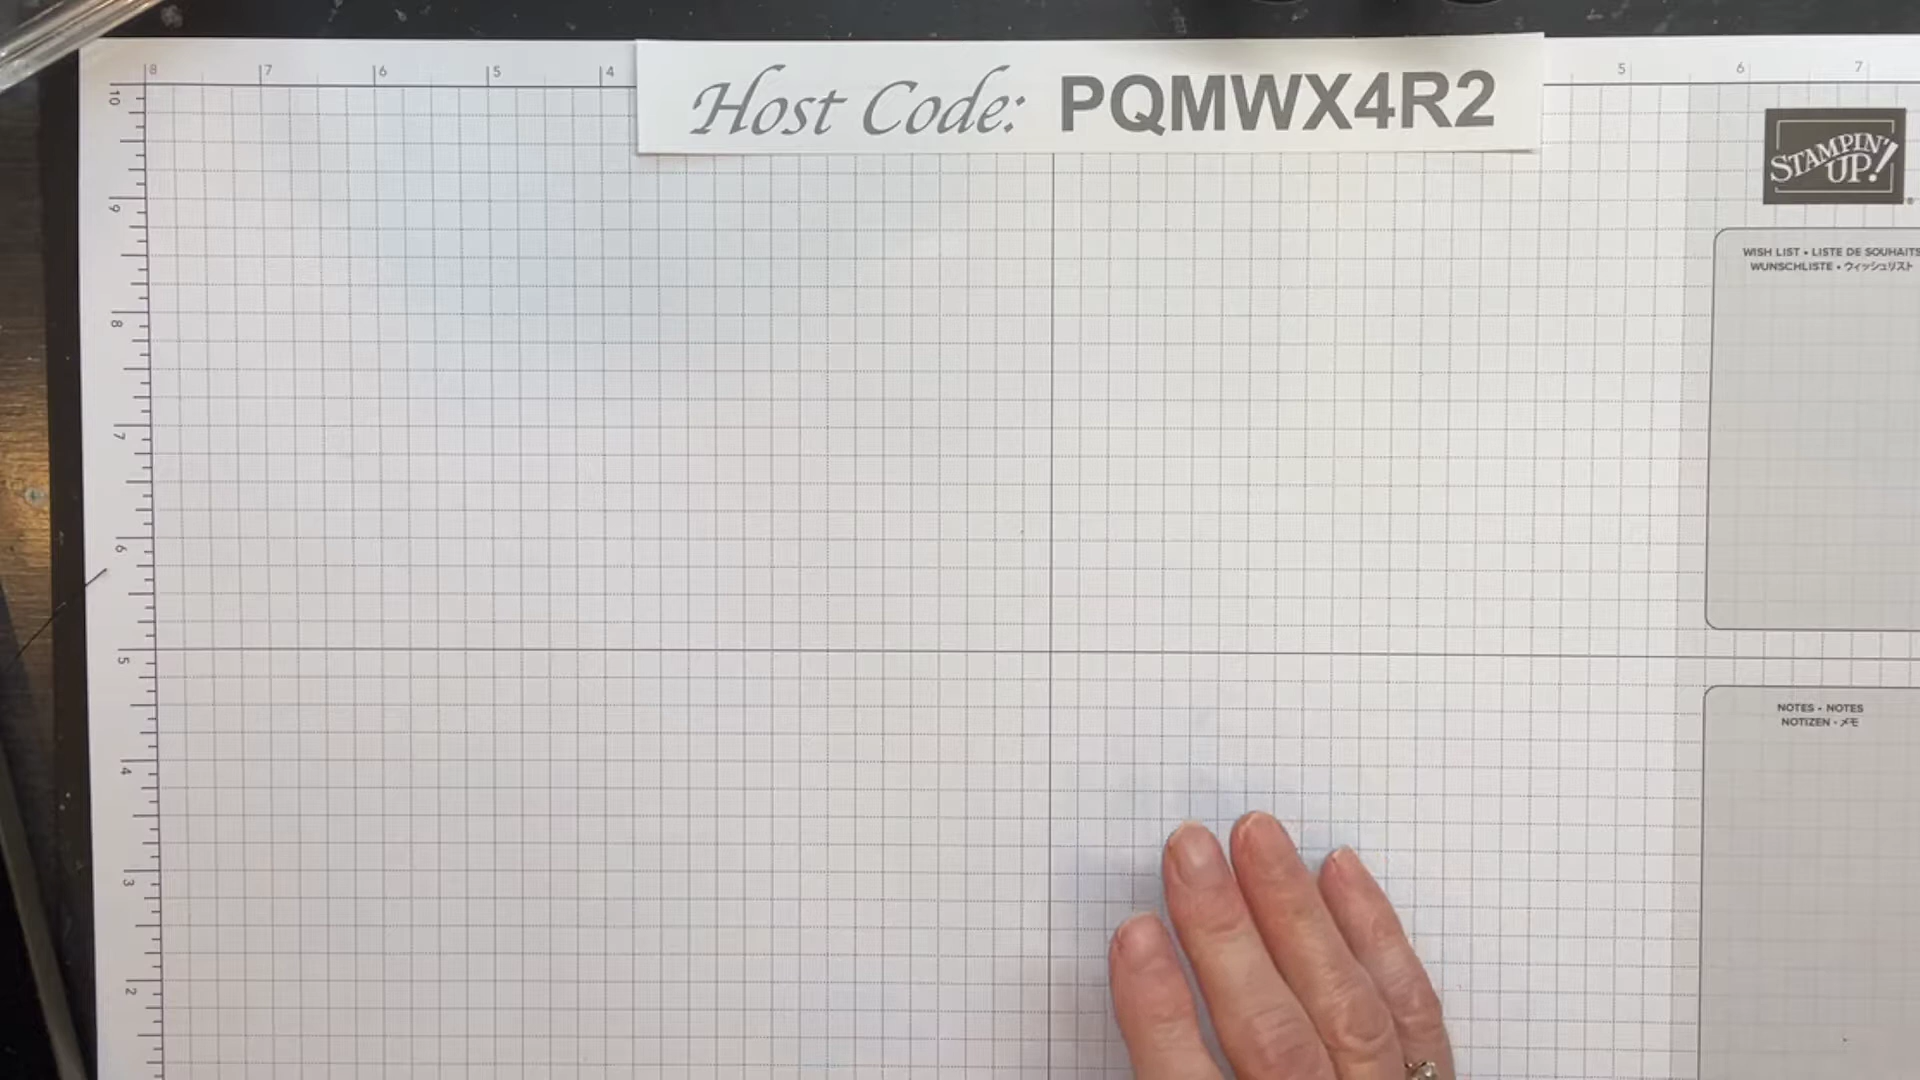 Host Code: PQMWX4R2
8 7 6 5 4 5 6 7
10
9
8
7
6
5
4
3
2
STAMPIN'
UP!
®
WISH LIST • LISTE DE SOUHAITS
WUNSCHLISTE • ウィッシュリスト
NOTES • NOTES
NOTIZEN • メモ